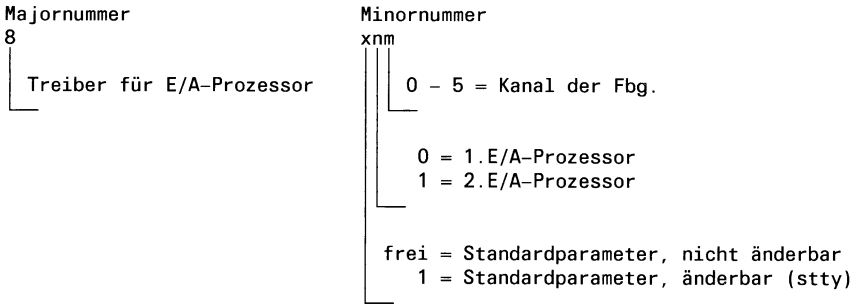 Majornummer Minornummer
8 xnm
Treiber für E/A-Prozessor 0 - 5 = Kanal der Fbg.
0 = 1.E/A-Prozessor
1 = 2.E/A-Prozessor
frei = Standardparameter, nicht änderbar
1 = Standardparameter, änderbar (stty)